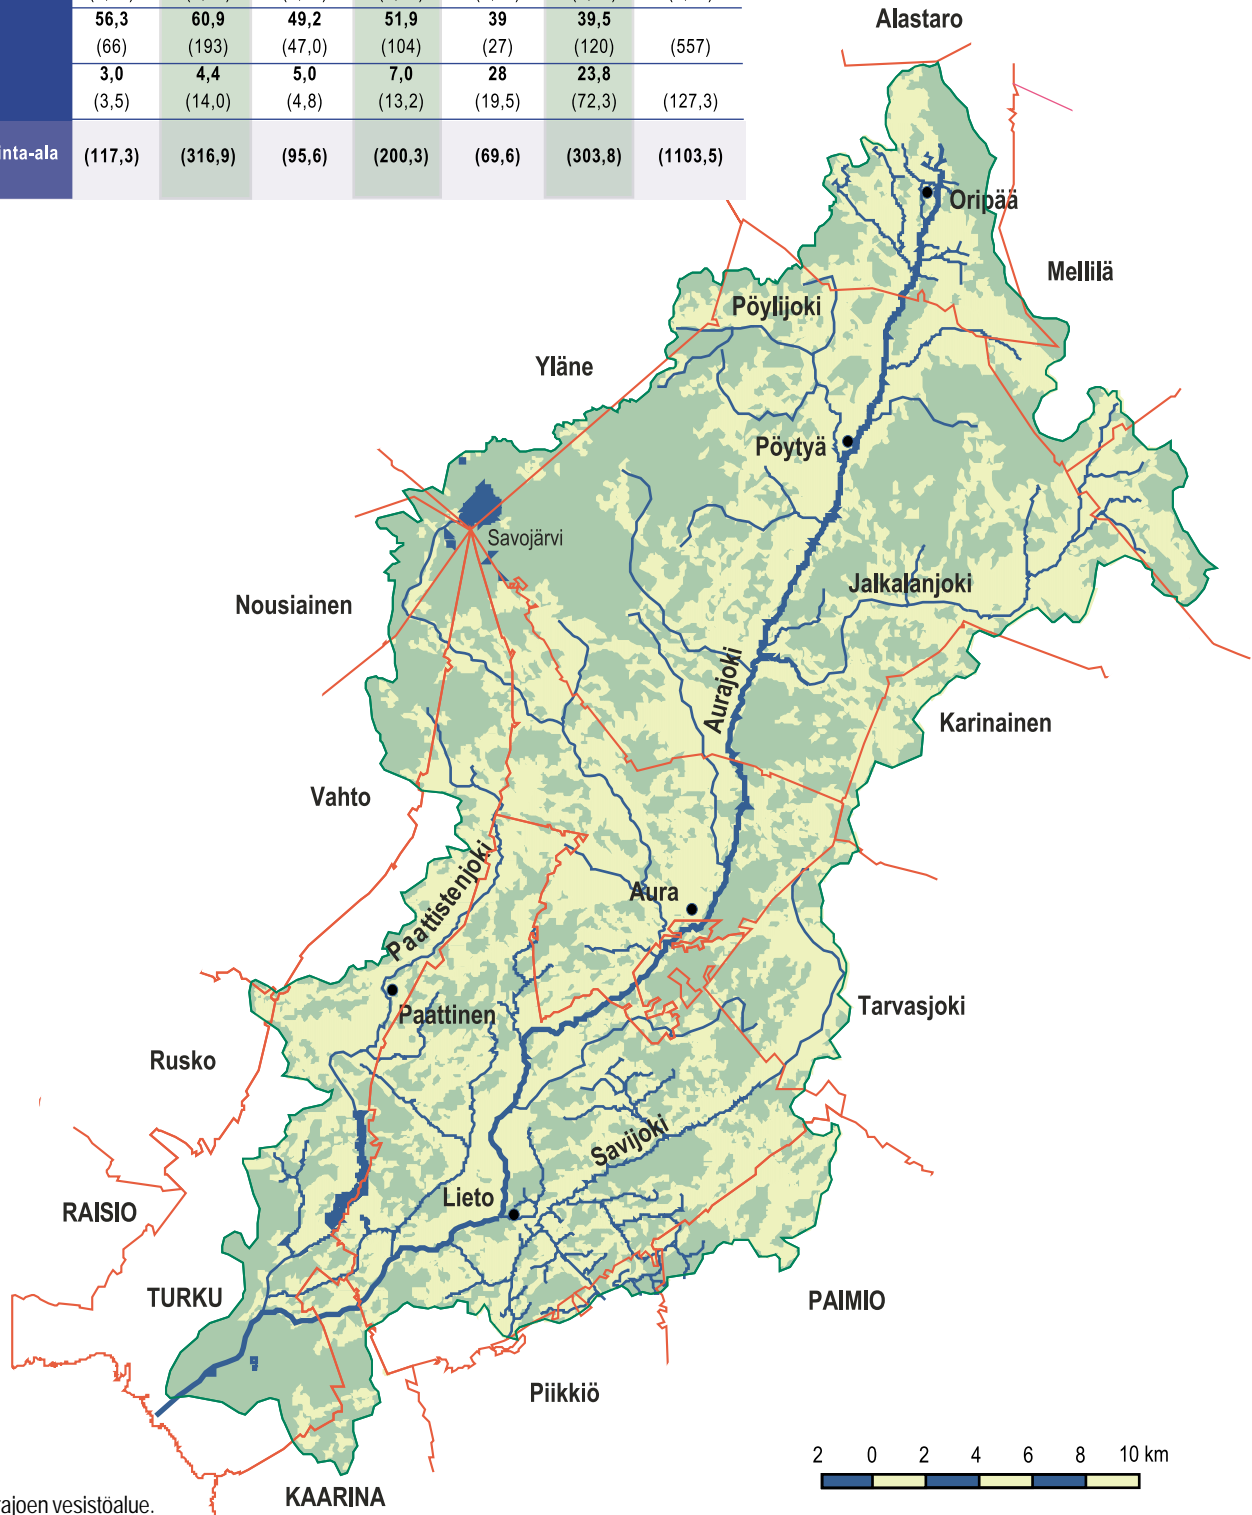 56,3 60,9 49,2 51,9 39 39,5
(66) (193) (47,0) (104) (27) (120) (557)
3,0 4,4 5,0 7,0 28 23,8
(3,5) (14,0) (4,8) (13,2) (19,5) (72,3) (127,3)
inta-ala (117,3) (316,9) (95,6) (200,3) (69,6) (303,8) (1103,5)
Alastaro
Oripää
Mellilä
Pöylijoki
Yläne
Pöytyä
Savojärvi
Jalkalanjoki
Nousiainen
Aurajoki
Karinainen
Vahto
Paattistenjoki
Aura
Paattinen
Tarvasjoki
Rusko
Savijoki
Lieto
RAISIO
TURKU
PAIMIO
Piikkiö
2 0 2 4 6 8 10 km
KAARINA
rajoen vesistöalue.